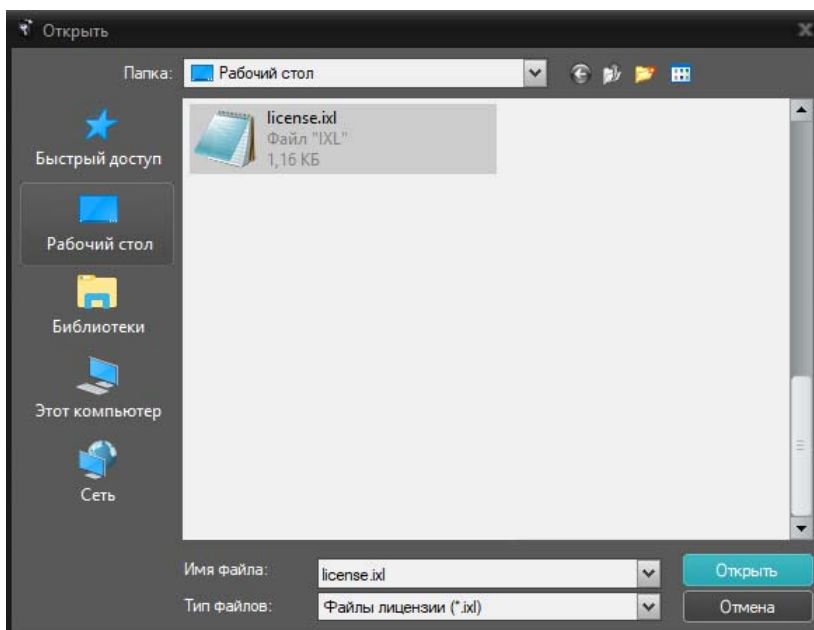 Открыть
Папка: Рабочий стол
license.ixl
Файл "IXL"
1,16 КБ
Быстрый доступ
Рабочий стол
Библиотеки
Этот компьютер
Сеть
Имя файла: license.ixl Открыть
Тип файлов: Файлы лицензии (*.ixl) Отмена